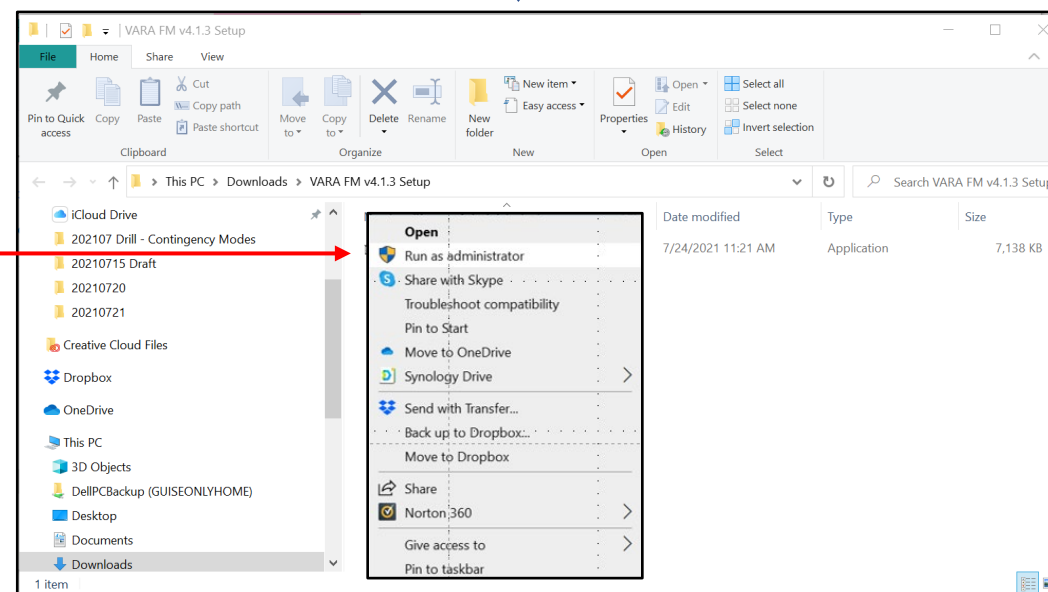 VARA FM v4.1.3 Setup
File Home Share View
Pin to Quick access
Copy
Paste
Cut
Copy path
Paste shortcut
Move to
Copy to
Delete
Rename
New folder
New item
Easy access
Properties
Open
Edit
History
Select all
Select none
Invert selection
Clipboard Organize New Open Select
This PC > Downloads > VARA FM v4.1.3 Setup
Search VARA FM v4.1.3 Setup
iCloud Drive
202107 Drill - Contingency Modes
20210715 Draft
20210720
20210721
Creative Cloud Files
Dropbox
OneDrive
This PC
3D Objects
DellPCBackup (GUISEONLYHOME)
Desktop
Documents
Downloads
Date modified Type Size
7/24/2021 11:21 AM Application 7,138 KB
Open
Run as administrator
Share with Skype
Troubleshoot compatibility
Pin to Start
Move to OneDrive
Synology Drive
Send with Transfer...
Back up to Dropbox...
Move to Dropbox
Share
Norton 360
Give access to
Pin to taskbar
1 item